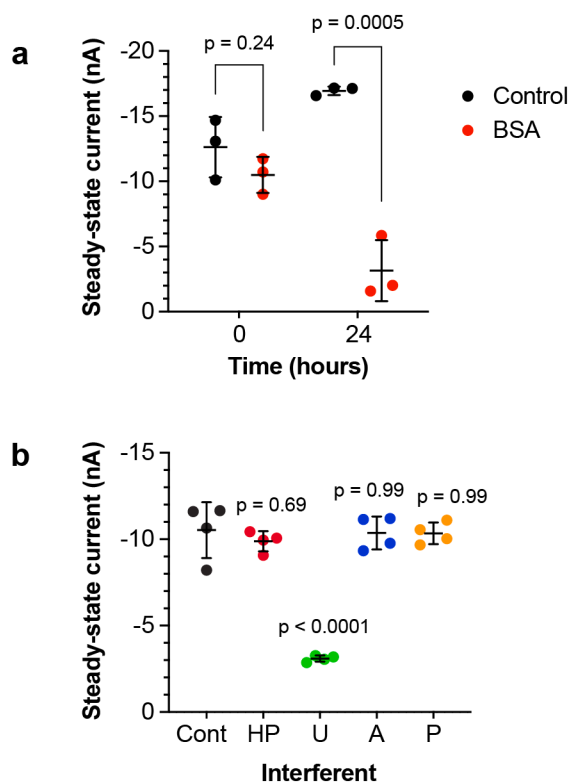 a
p = 0.24
p = 0.0005
Steady-state current (nA)
-20
-15
-10
-5
0
0
24
Time (hours)
Control
BSA
b
Steady-state current (nA)
-15
-10
-5
0
p = 0.69
p < 0.0001
p = 0.99
p = 0.99
Cont HP U A P
Interferent